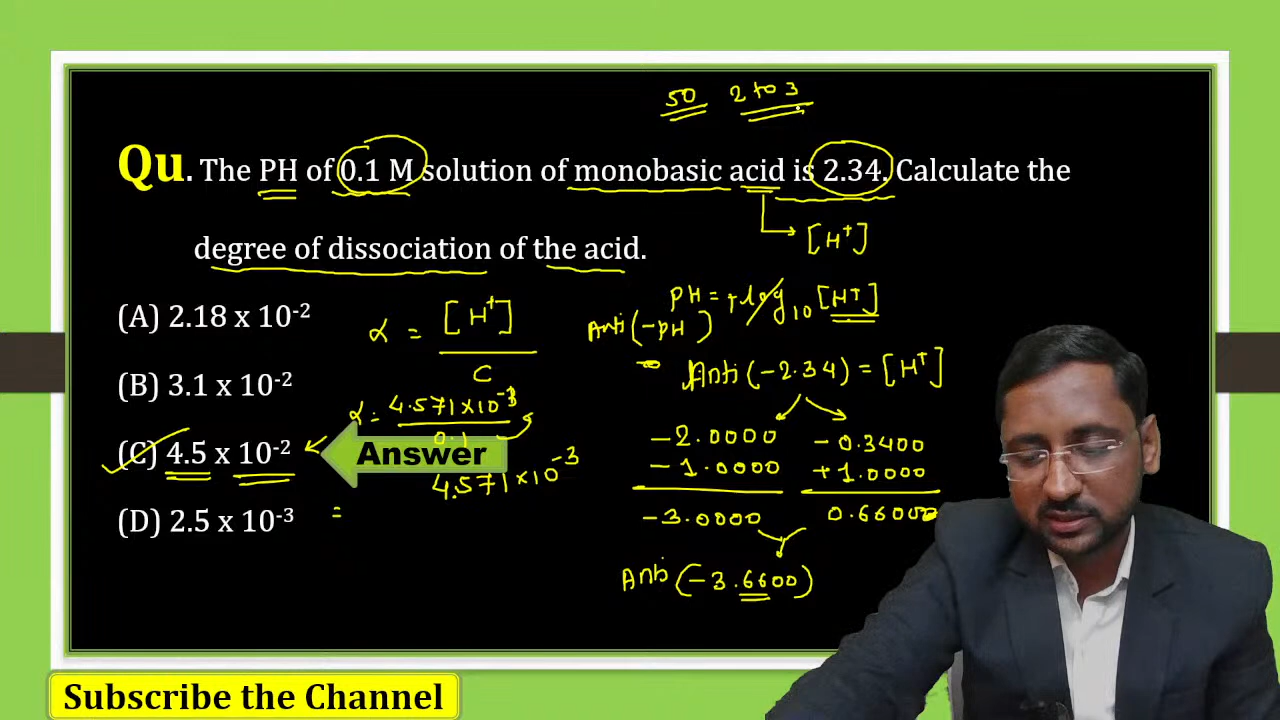 50 2 to 3
Qu. The PH of 0.1 M solution of monobasic acid is 2.34. Calculate the
[H+]
degree of dissociation of the acid.
(A) 2.18 x 10-2
(B) 3.1 x 10-2
(C) 4.5 x 10-2
(D) 2.5 x 10-3
α = [H+]
C
α = 4.571×10-3
0.1
Answer
4.571×10-3
=
PH = +log10 [H+]
Anti (-PH)
Anti (-2.34) = [H+]
-2.0000 -0.3400
-1.0000 +1.0000
-3.0000 0.6600
Anti (-3.6600)
Subscribe the Channel